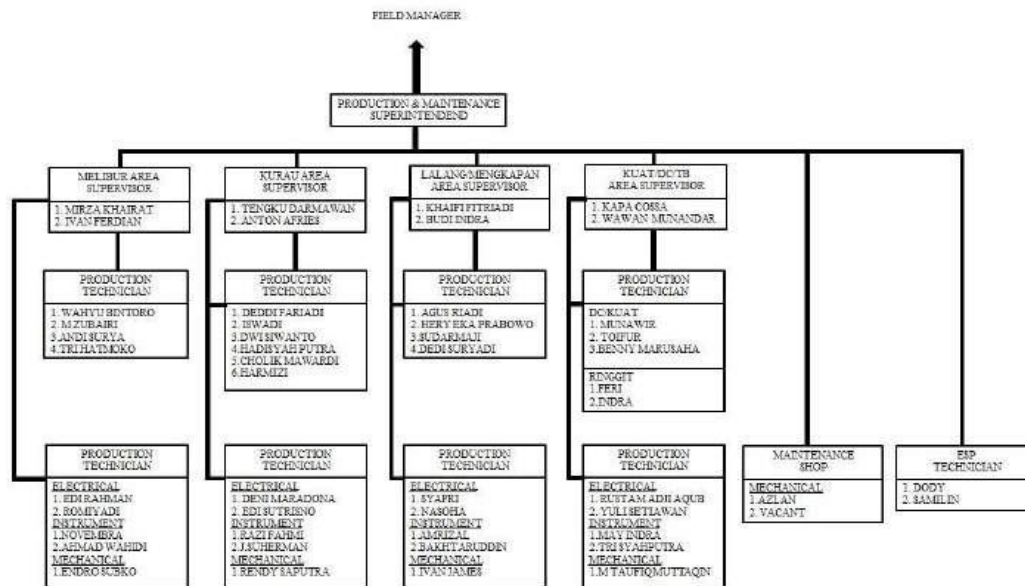 FIELD MANAGER
PRODUCTION & MAINTENANCE
SUPERINTENDEND
MELIBUR AREA
SUPERVISOR
1. MIRZA KHAIRAT
2. IVAN FERDIAN
KURAU AREA
SUPERVISOR
1. TENGKU DARMAWAN
2. ANTON AFRIES
LALANG/MENGKAPAN
AREA SUPERVISOR
1. KHAIFI FITRIADI
2. BUDI INDRA
KUAT/DC/TB
AREA SUPERVISOR
1. KAPA COSSA
2. WAWAN MUNANDAR
PRODUCTION
TECHNICIAN
1. WAHYU BINTORO
2. M ZUBAIRI
3. ANDI SURYA
4. TRI HATMOKO
PRODUCTION
TECHNICIAN
1. DEDDI FARIADI
2. ISWADI
3. DWI SIWANTO
4. HADISYAH PUTRA
5. CHOLIK MAWARDI
6. HARMIZI
PRODUCTION
TECHNICIAN
1. AGUS RIADI
2. HERY EKA PRABOWO
3. SUDARMAJI
4. DEDI SURYADI
PRODUCTION
TECHNICIAN
DC/KUAT
1. MUNAWIR
2. TOIFUR
3. BENNY MARUSAHA
RINGGIT
1. FERI
2. INDRA
PRODUCTION
TECHNICIAN
ELECTRICAL
1. EDI RAHMAN
2. ROMIYADI
INSTRUMENT
1. NOVEMBRA
2. AHMAD WAHIDI
MECHANICAL
1. ENDRO SUBKO
PRODUCTION
TECHNICIAN
ELECTRICAL
1. DENI MARADONA
2. EDI SUTRISNO
INSTRUMENT
1. RAZI FAHMI
2. J.SUHERMAN
MECHANICAL
1. RENDY SAPUTRA
PRODUCTION
TECHNICIAN
ELECTRICAL
1. SYAFRI
2. NASOHA
INSTRUMENT
1. AMRIZAL
2. BAKHTARUDDIN
MECHANICAL
1. IVAN JAMES
PRODUCTION
TECHNICIAN
ELECTRICAL
1. RUSTAM ADJI AQUB
2. YULI SETIAWAN
INSTRUMENT
1. MAY INDRA
2. TRI SYAHPUTRA
MECHANICAL
1. M TAUFIQ MUTTAQIN
MAINTENANCE
SHOP
MECHANICAL
1. AZLAN
2. VACANT
ESP
TECHNICIAN
1. DODY
2. SAMILIN